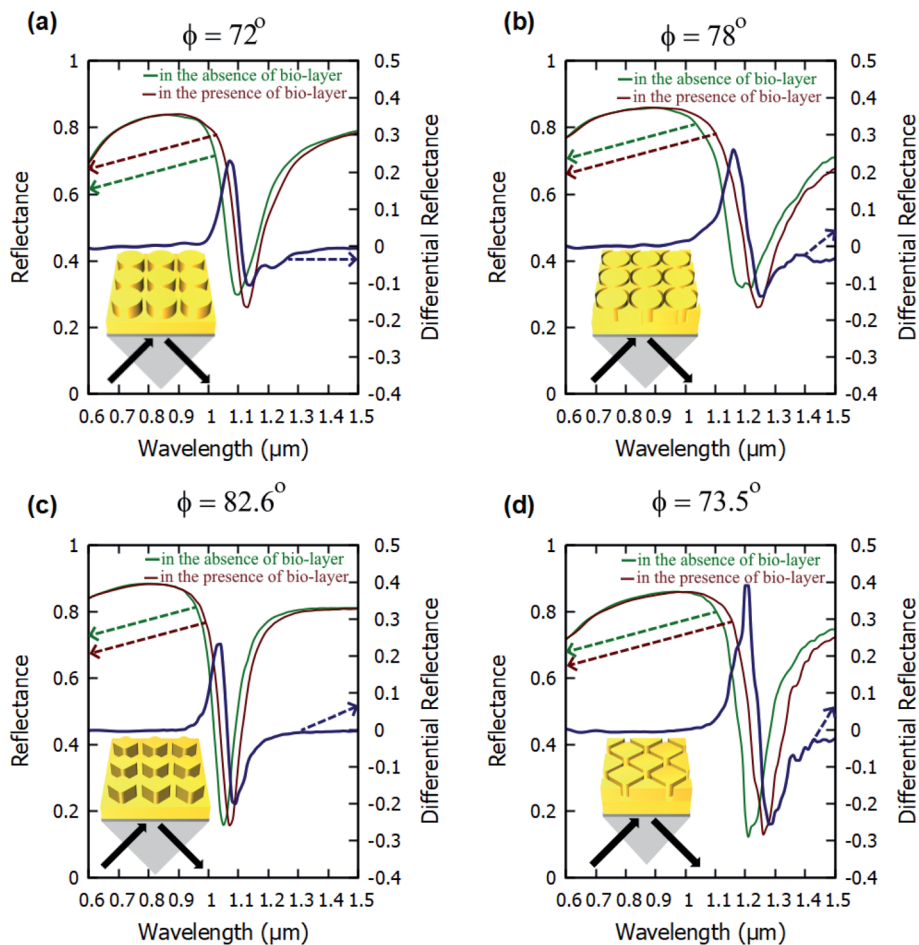 (a)
ϕ = 72°
in the absence of bio-layer
in the presence of bio-layer
1
0.8
0.6
0.4
0.2
0
Reflectance
0.5
0.4
0.3
0.2
0.1
0
-0.1
-0.2
-0.3
-0.4
Differential Reflectance
0.6 0.7 0.8 0.9 1 1.1 1.2 1.3 1.4 1.5
Wavelength (μm)
(b)
ϕ = 78°
in the absence of bio-layer
in the presence of bio-layer
1
0.8
0.6
0.4
0.2
0
Reflectance
0.5
0.4
0.3
0.2
0.1
0
-0.1
-0.2
-0.3
-0.4
Differential Reflectance
0.6 0.7 0.8 0.9 1 1.1 1.2 1.3 1.4 1.5
Wavelength (μm)
(c)
ϕ = 82.6°
in the absence of bio-layer
in the presence of bio-layer
1
0.8
0.6
0.4
0.2
0
Reflectance
0.5
0.4
0.3
0.2
0.1
0
-0.1
-0.2
-0.3
-0.4
Differential Reflectance
0.6 0.7 0.8 0.9 1 1.1 1.2 1.3 1.4 1.5
Wavelength (μm)
(d)
ϕ = 73.5°
in the absence of bio-layer
in the presence of bio-layer
1
0.8
0.6
0.4
0.2
0
Reflectance
0.5
0.4
0.3
0.2
0.1
0
-0.1
-0.2
-0.3
-0.4
Differential Reflectance
0.6 0.7 0.8 0.9 1 1.1 1.2 1.3 1.4 1.5
Wavelength (μm)